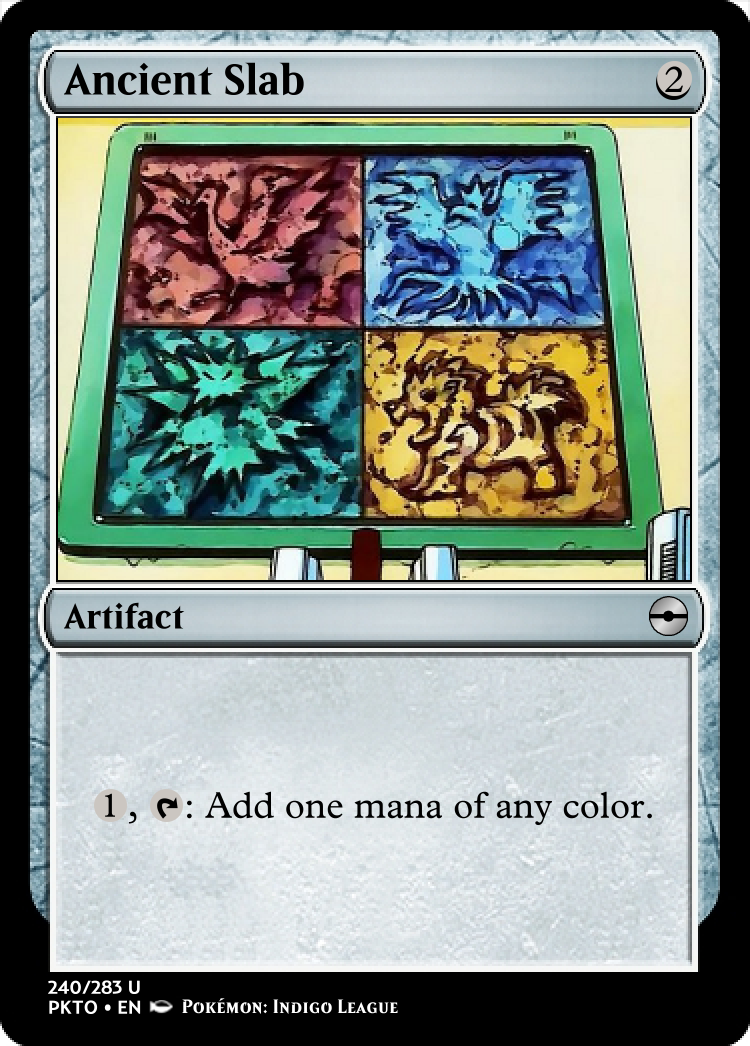 Ancient Slab 2
Artifact
1, : Add one mana of any color.
240/283 U
PKTO • EN Pokémon: Indigo League